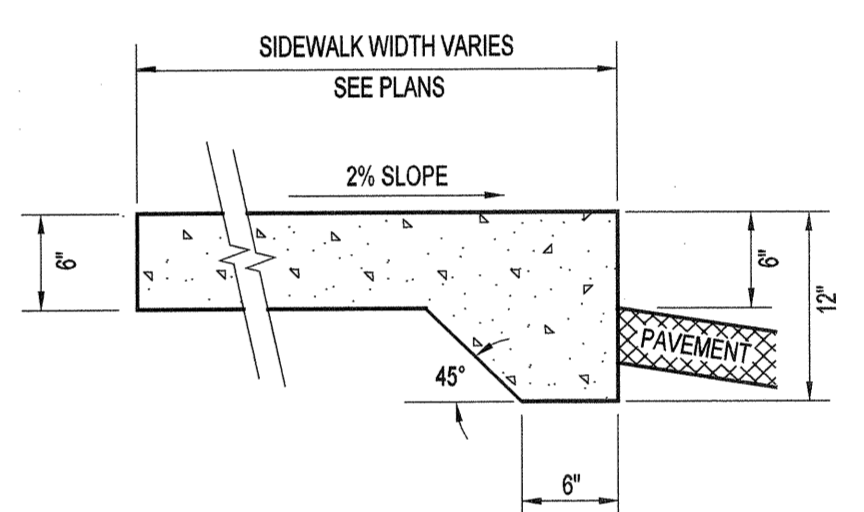 SIDEWALK WIDTH VARIES
SEE PLANS
2% SLOPE
6"
6"
12"
PAVEMENT
45°
6"